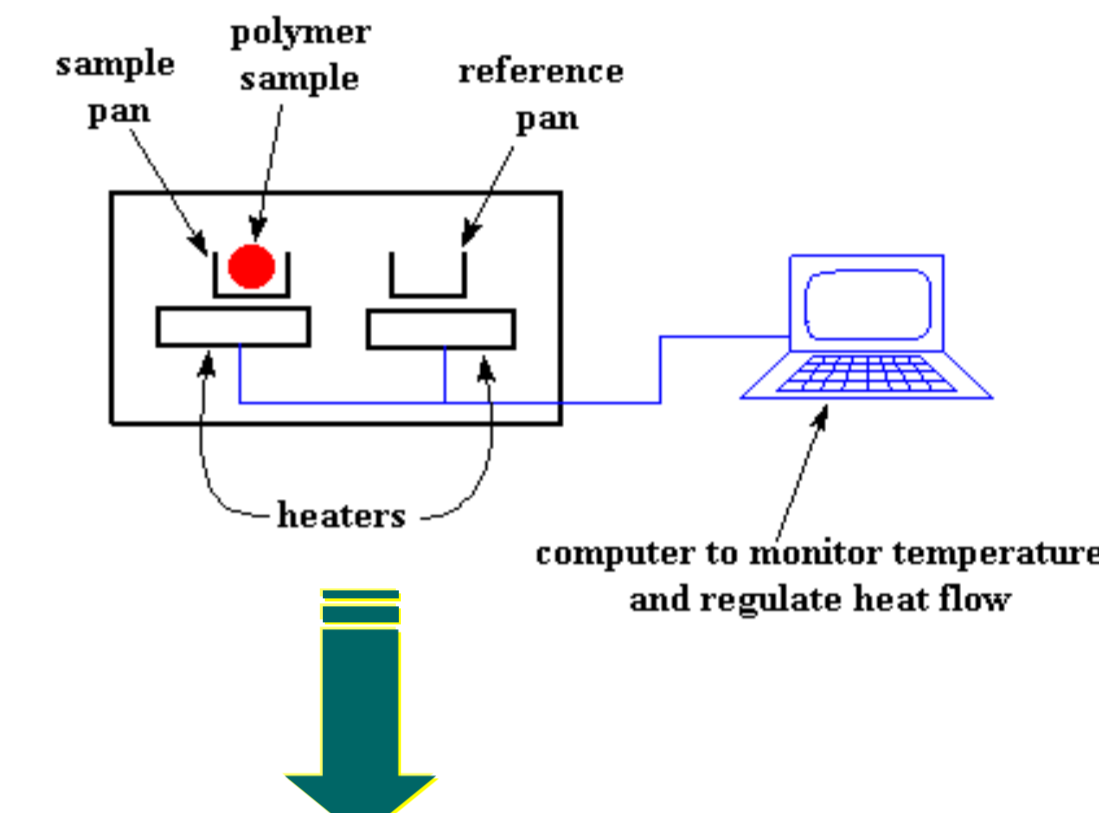 polymer
sample
sample
pan
reference
pan
heaters
computer to monitor temperature
and regulate heat flow